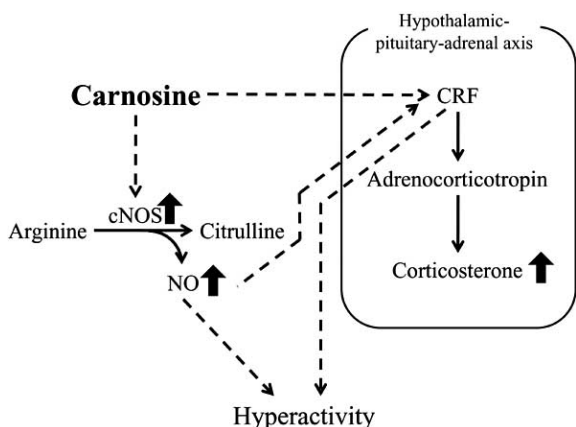 Hypothalamic-
pituitary-adrenal axis
Carnosine
CRF
Adrenocorticotropin
cNOS
Arginine
Citrulline
Corticosterone
NO
Hyperactivity